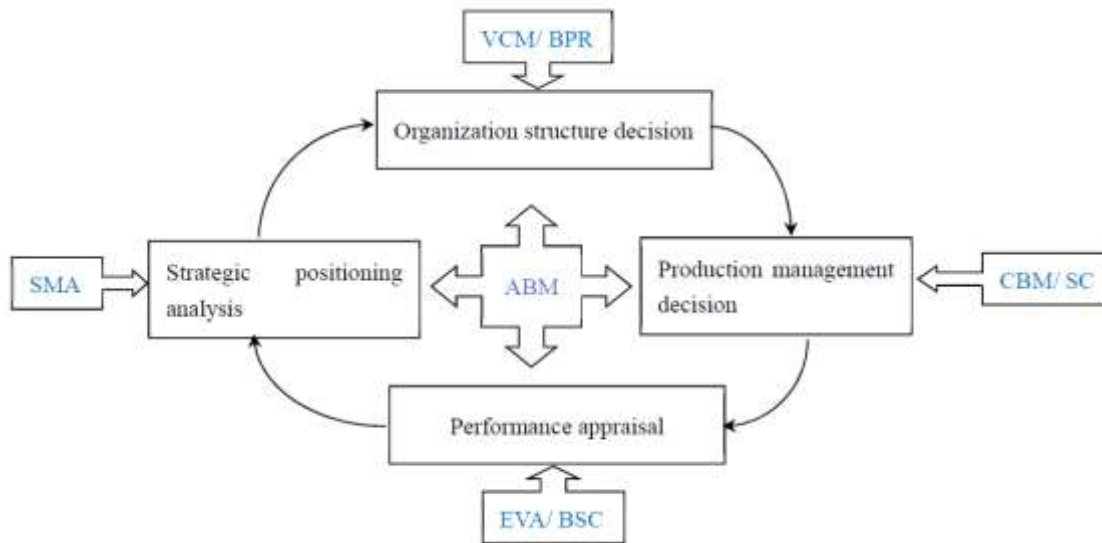 VCM/ BPR
Organization structure decision
SMA
Strategic positioning
analysis
ABM
Production management
decision
CBM/ SC
Performance appraisal
EVA/ BSC